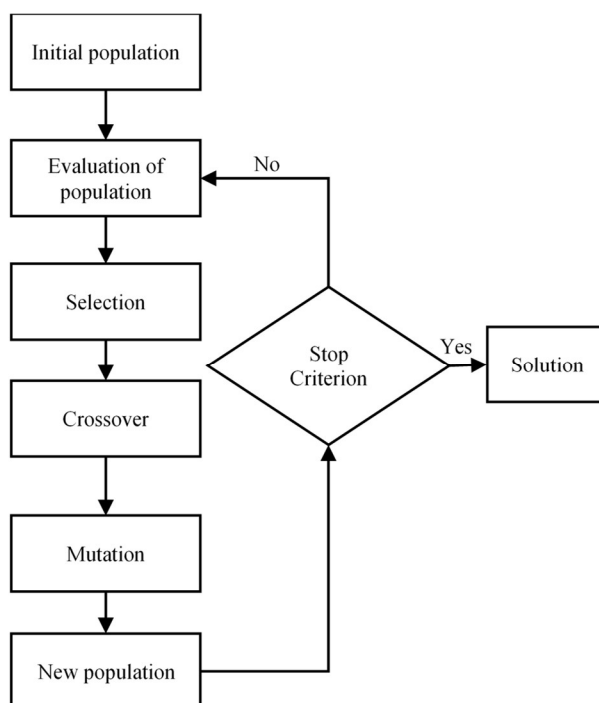 Initial population
Evaluation of
population
No
Selection
Stop
Criterion
Yes
Solution
Crossover
Mutation
New population